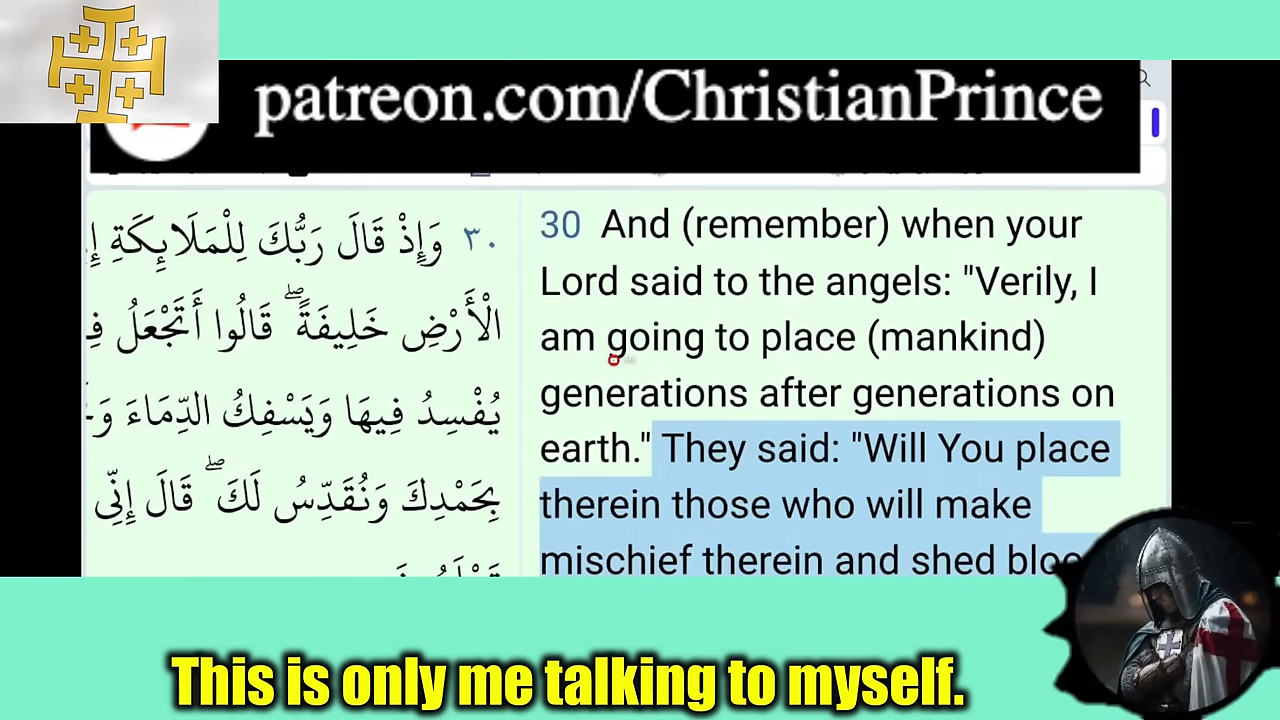 patreon.com/ChristianPrince
٣٠ وَإِذْ قَالَ رَبُّكَ لِلْمَلَائِكَةِ
الْأَرْضِ خَلِيفَةً ۖ قَالُوا أَتَجْعَلُ
يُفْسِدُ فِيهَا وَيَسْفِكُ الدِّمَاءَ
بِحَمْدِكَ وَنُقَدِّسُ لَكَ ۖ قَالَ إِنِّي
30 And (remember) when your
Lord said to the angels: "Verily, I
am going to place (mankind)
generations after generations on
earth." They said: "Will You place
therein those who will make
mischief therein and shed
This is only me talking to myself.